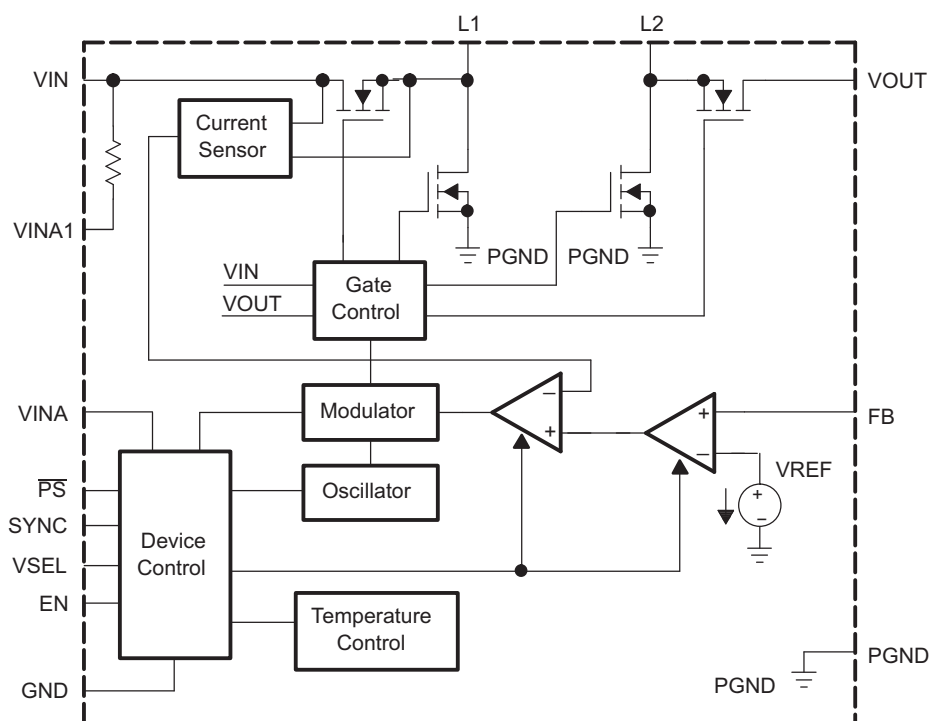 L1 L2
VIN
VOUT
Current
Sensor
VINA1
PGND PGND
VIN
VOUT
Gate
Control
VINA
Modulator
−
+
+
−
FB
VREF
+
−
PS
SYNC
VSEL
EN
Oscillator
Device
Control
Temperature
Control
GND
PGND
PGND